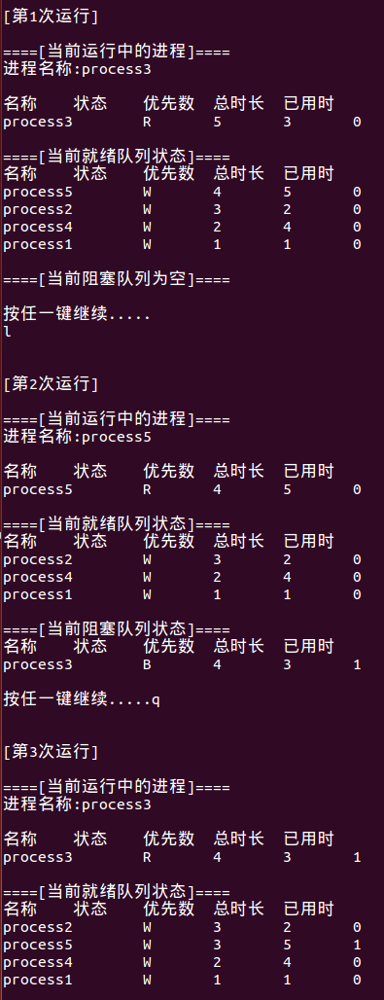 [第1次运行]
====[当前运行中的进程]====
进程名称:process3
名称 状态 优先数 总时长 已用时
process3 R 5 3 0
====[当前就绪队列状态]====
名称 状态 优先数 总时长 已用时
process5 W 4 5 0
process2 W 3 2 0
process4 W 2 4 0
process1 W 1 1 0
====[当前阻塞队列为空]====
按任一键继续.....
l
[第2次运行]
====[当前运行中的进程]====
进程名称:process5
名称 状态 优先数 总时长 已用时
process5 R 4 5 0
====[当前就绪队列状态]====
名称 状态 优先数 总时长 已用时
process2 W 3 2 0
process4 W 2 4 0
process1 W 1 1 0
====[当前阻塞队列状态]====
名称 状态 优先数 总时长 已用时
process3 B 4 3 1
按任一键继续.....q
[第3次运行]
====[当前运行中的进程]====
进程名称:process3
名称 状态 优先数 总时长 已用时
process3 R 4 3 1
====[当前就绪队列状态]====
名称 状态 优先数 总时长 已用时
process2 W 3 2 0
process5 W 3 5 1
process4 W 2 4 0
process1 W 1 1 0